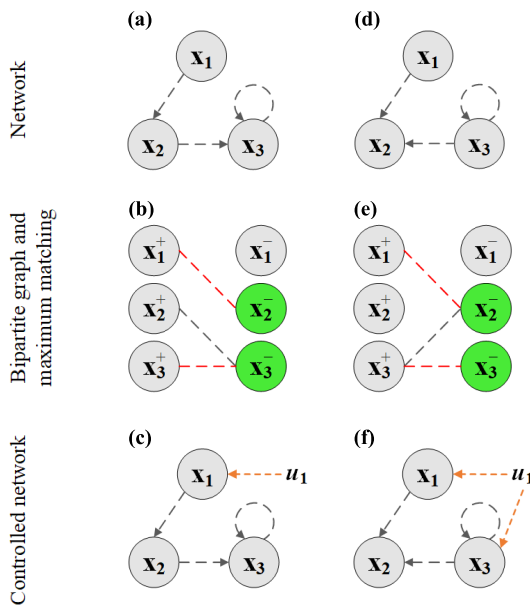 (a)
(d)
Network
x₁
x₂
x₃
x₁
x₂
x₃
Bipartite graph and
maximum matching
(b)
(e)
x₁⁺
x₁⁻
x₂⁺
x₂⁻
x₃⁺
x₃⁻
x₁⁺
x₁⁻
x₂⁺
x₂⁻
x₃⁺
x₃⁻
Controlled network
(c)
(f)
x₁
u₁
x₂
x₃
x₁
u₁
x₂
x₃